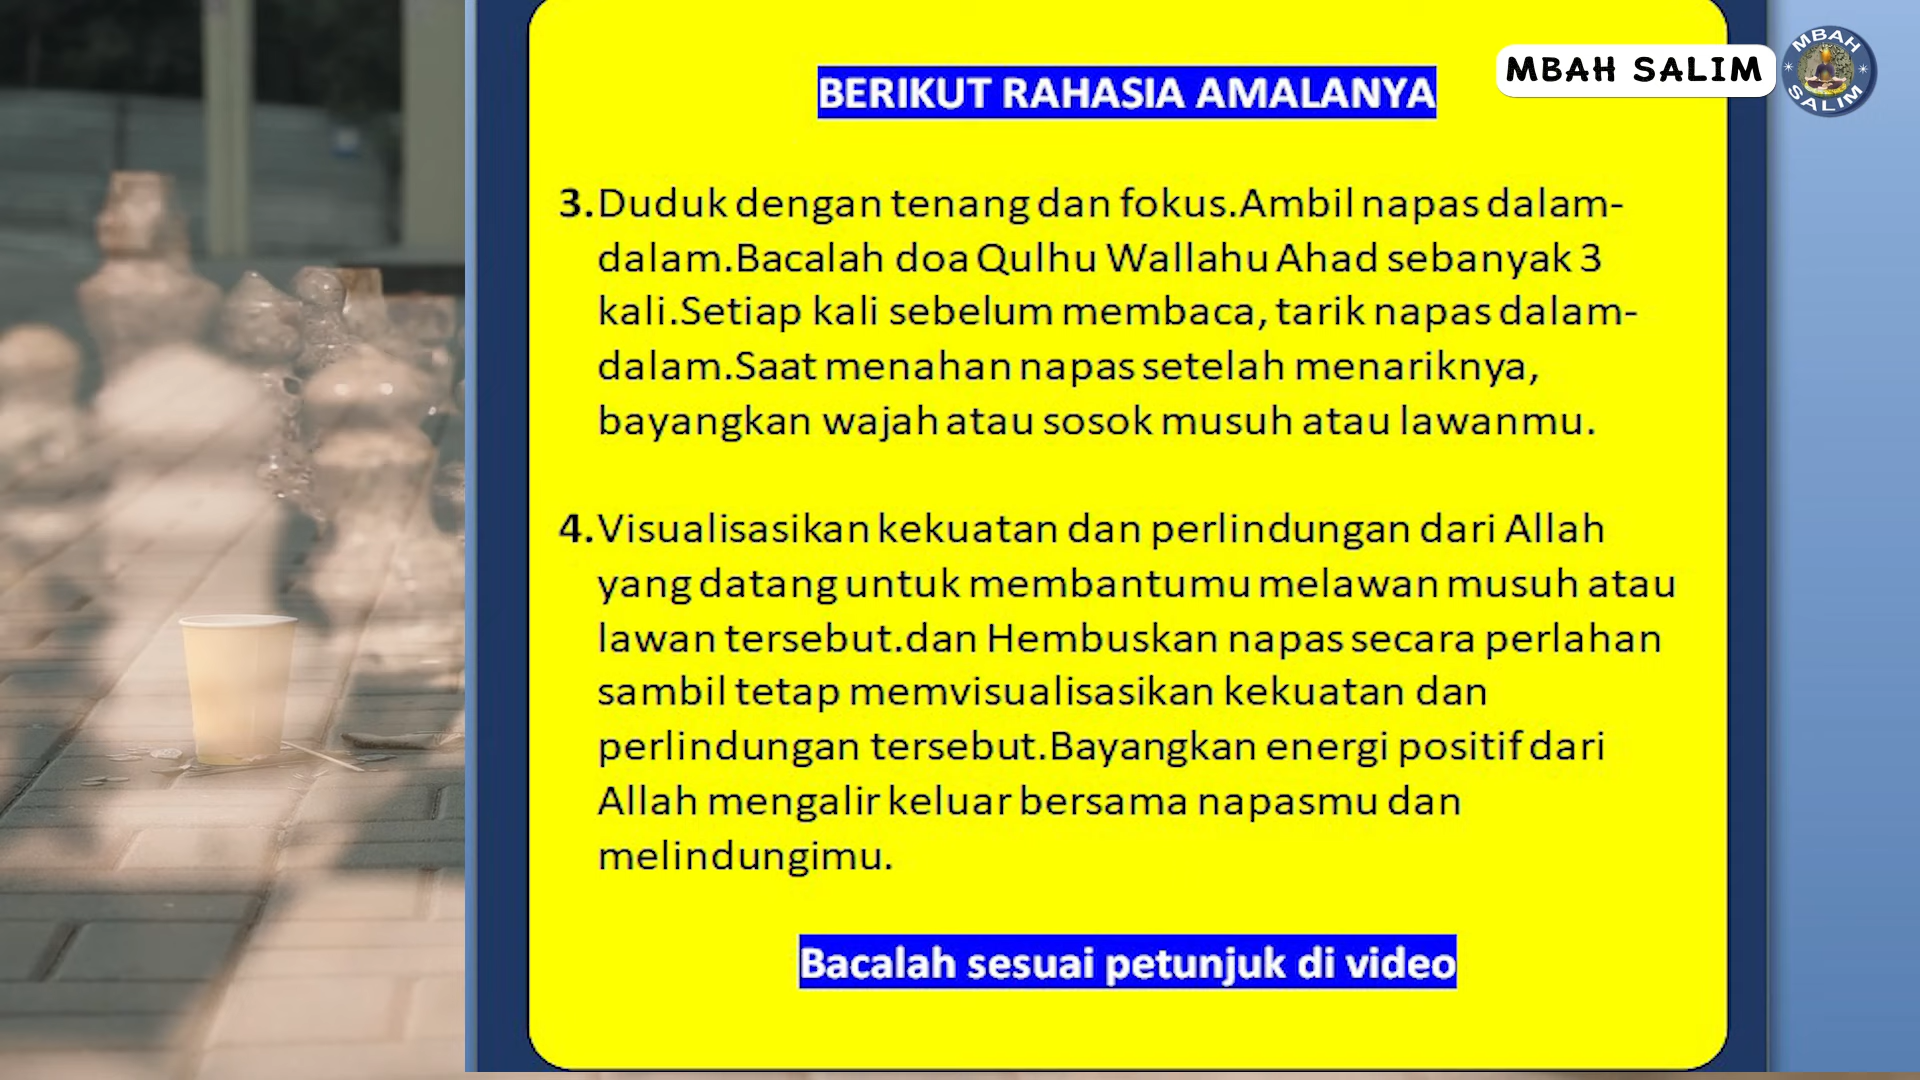 BERIKUT RAHASIA AMALANYA
MBAH SALIM
MBAH
SALIM
3.Duduk dengan tenang dan fokus.Ambil napas dalam-
dalam.Bacalah doa Qulhu Wallahu Ahad sebanyak 3
kali.Setiap kali sebelum membaca, tarik napas dalam-
dalam.Saat menahan napas setelah menariknya,
bayangkan wajah atau sosok musuh atau lawanmu.
4.Visualisasikan kekuatan dan perlindungan dari Allah
yang datang untuk membantumu melawan musuh atau
lawan tersebut.dan Hembuskan napas secara perlahan
sambil tetap memvisualisasikan kekuatan dan
perlindungan tersebut.Bayangkan energi positif dari
Allah mengalir keluar bersama napasmu dan
melindungimu.
Bacalah sesuai petunjuk di video